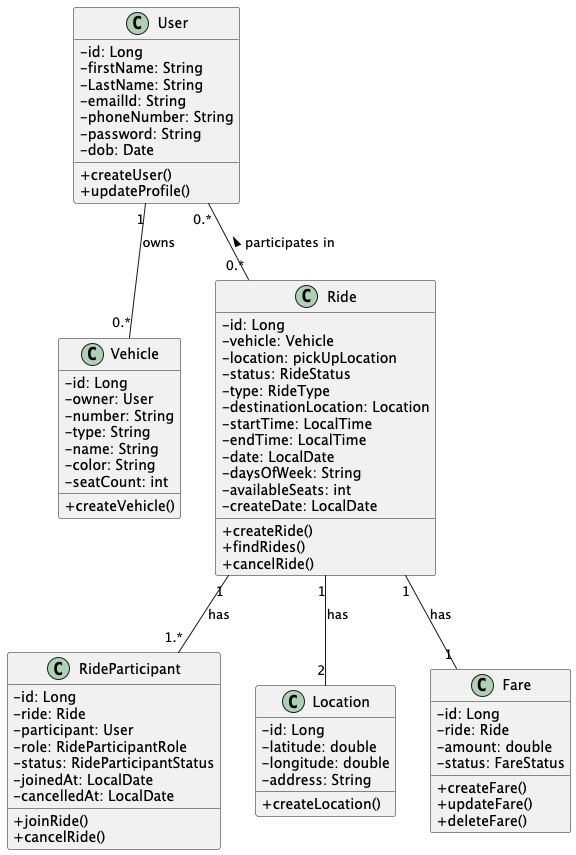 C User
-id: Long
-firstName: String
-LastName: String
-emailId: String
-phoneNumber: String
-password: String
-dob: Date
+createUser()
+updateProfile()
1
0.*
owns
participates in
0.*
0.*
C Vehicle
-id: Long
-owner: User
-number: String
-type: String
-name: String
-color: String
-seatCount: int
+createVehicle()
C Ride
-id: Long
-vehicle: Vehicle
-location: pickUpLocation
-status: RideStatus
-type: RideType
-destinationLocation: Location
-startTime: LocalTime
-endTime: LocalTime
-date: LocalDate
-daysOfWeek: String
-availableSeats: int
-createDate: LocalDate
+createRide()
+findRides()
+cancelRide()
1
has
1.*
1
has
2
1
has
1
C RideParticipant
-id: Long
-ride: Ride
-participant: User
-role: RideParticipantRole
-status: RideParticipantStatus
-joinedAt: LocalDate
-cancelledAt: LocalDate
+joinRide()
+cancelRide()
C Location
-id: Long
-latitude: double
-longitude: double
-address: String
+createLocation()
C Fare
-id: Long
-ride: Ride
-amount: double
-status: FareStatus
+createFare()
+updateFare()
+deleteFare()